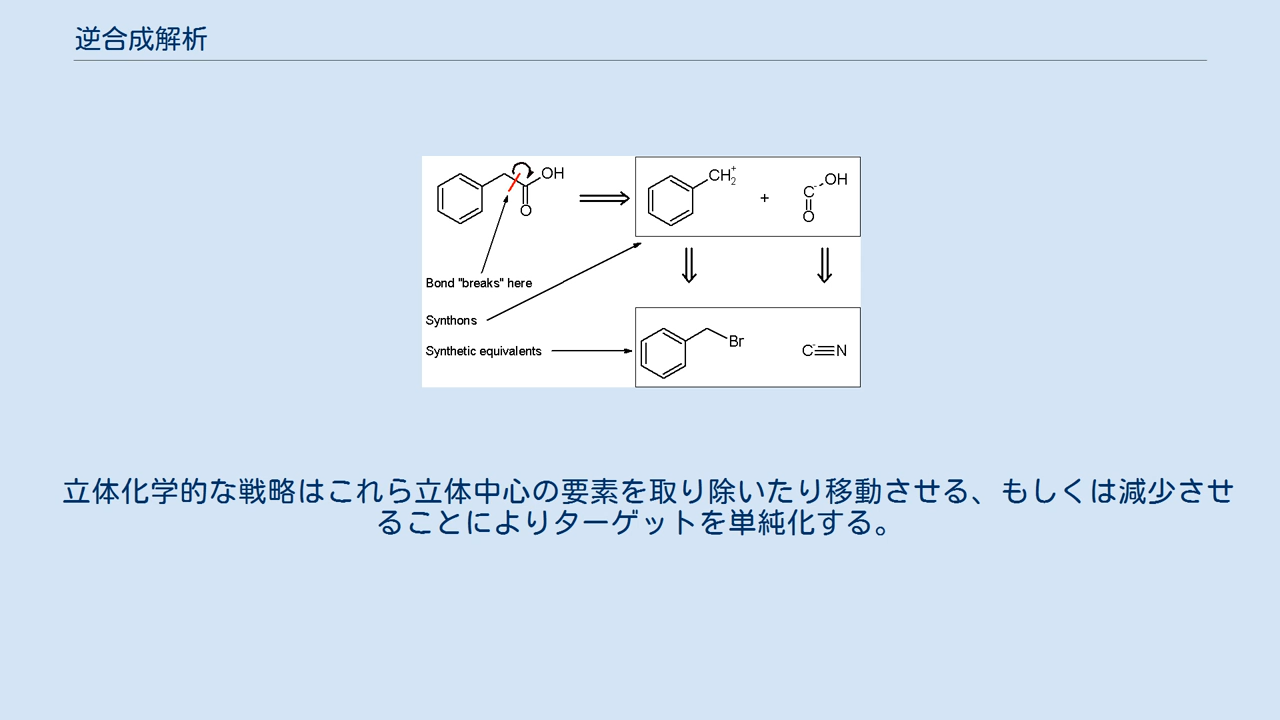 逆合成解析
OH
O
CH2+
+
C-
OH
O
Bond "breaks" here
Synthons
Synthetic equivalents
Br
C-
N
立体化学的な戦略はこれら立体中心の要素を取り除いたり移動させる、もしくは減少させ
ることによりターゲットを単純化する。